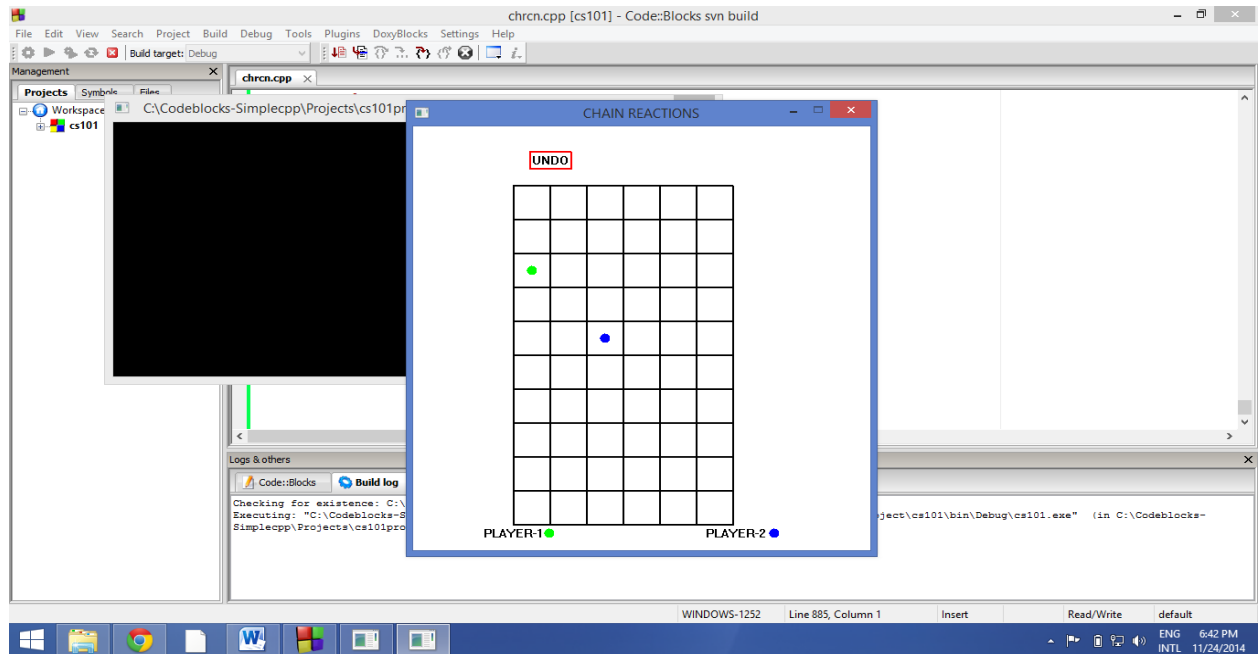 chrcn.cpp [cs101] - Code::Blocks svn build
File Edit View Search Project Build Debug Tools Plugins DoxyBlocks Settings Help
Build target: Debug
Management
chrcn.cpp
Projects Symbols Files
Workspace
cs101
C:\Codeblocks-Simplecpp\Projects\cs101pr
CHAIN REACTIONS
UNDO
PLAYER-1 PLAYER-2
Logs & others
Code::Blocks Build log
Checking for existence: C:\
Executing: "C:\Codeblocks-S ject\cs101\bin\Debug\cs101.exe" (in C:\Codeblocks-
Simplecpp\Projects\cs101pro
WINDOWS-1252 Line 885, Column 1 Insert Read/Write default
ENG 6:42 PM
INTL 11/24/2014